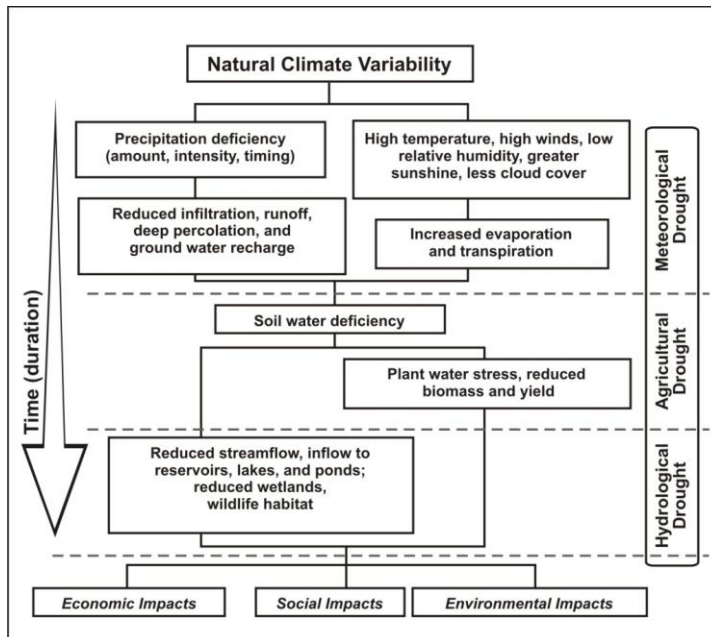 Natural Climate Variability
Precipitation deficiency
(amount, intensity, timing)
High temperature, high winds, low
relative humidity, greater
sunshine, less cloud cover
Reduced infiltration, runoff,
deep percolation, and
ground water recharge
Increased evaporation
and transpiration
Meteorological
Drought
Time (duration)
Soil water deficiency
Plant water stress, reduced
biomass and yield
Agricultural
Drought
Reduced streamflow, inflow to
reservoirs, lakes, and ponds;
reduced wetlands,
wildlife habitat
Hydrological
Drought
Economic Impacts
Social Impacts
Environmental Impacts